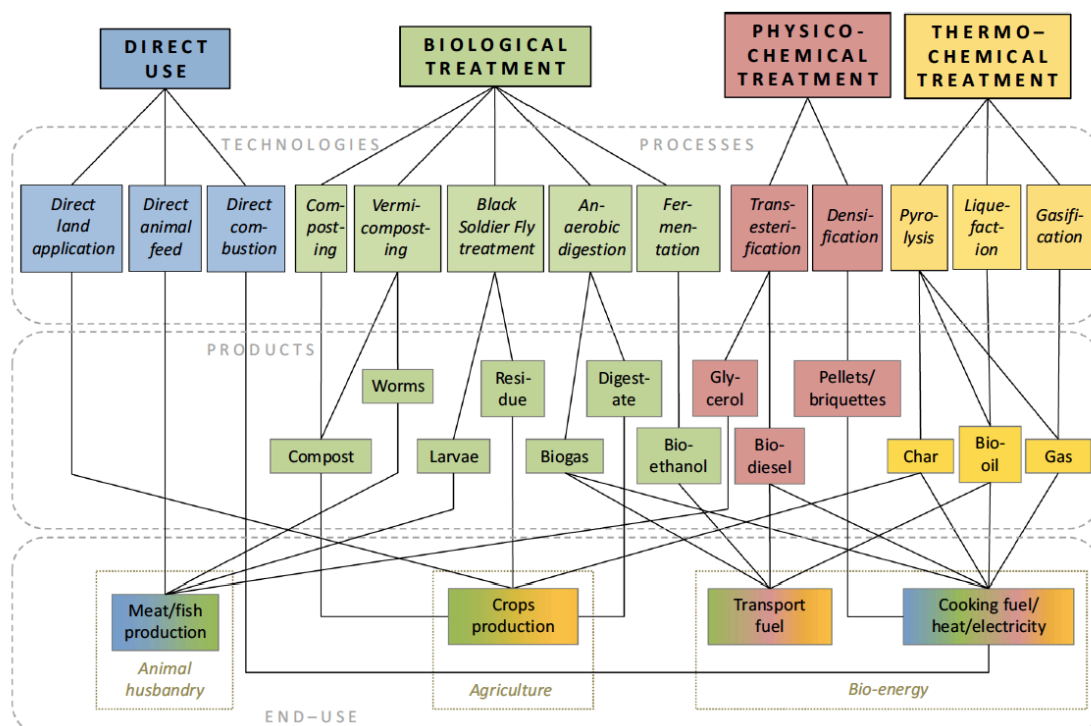 DIRECT
USE
BIOLOGICAL
TREATMENT
PHYSICO-
CHEMICAL
TREATMENT
THERMO–
CHEMICAL
TREATMENT
TECHNOLOGIES
PROCESSES
Direct
land
application
Direct
animal
feed
Direct
com-
bustion
Com-
post-
ing
Vermi-
compost-
ing
Black
Soldier Fly
treatment
An-
aerobic
digestion
Fer-
men-
tation
Trans-
esteri-
fication
Densi-
fication
Pyro-
lysis
Lique-
fact-
ion
Gasifi-
cation
PRODUCTS
Worms
Resi-
due
Digest-
ate
Gly-
cerol
Pellets/
briquettes
Compost
Larvae
Biogas
Bio-
ethanol
Bio-
diesel
Char
Bio-
oil
Gas
Meat/fish
production
Crops
production
Transport
fuel
Cooking fuel/
heat/electricity
Animal
husbandry
Agriculture
Bio-energy
END–USE